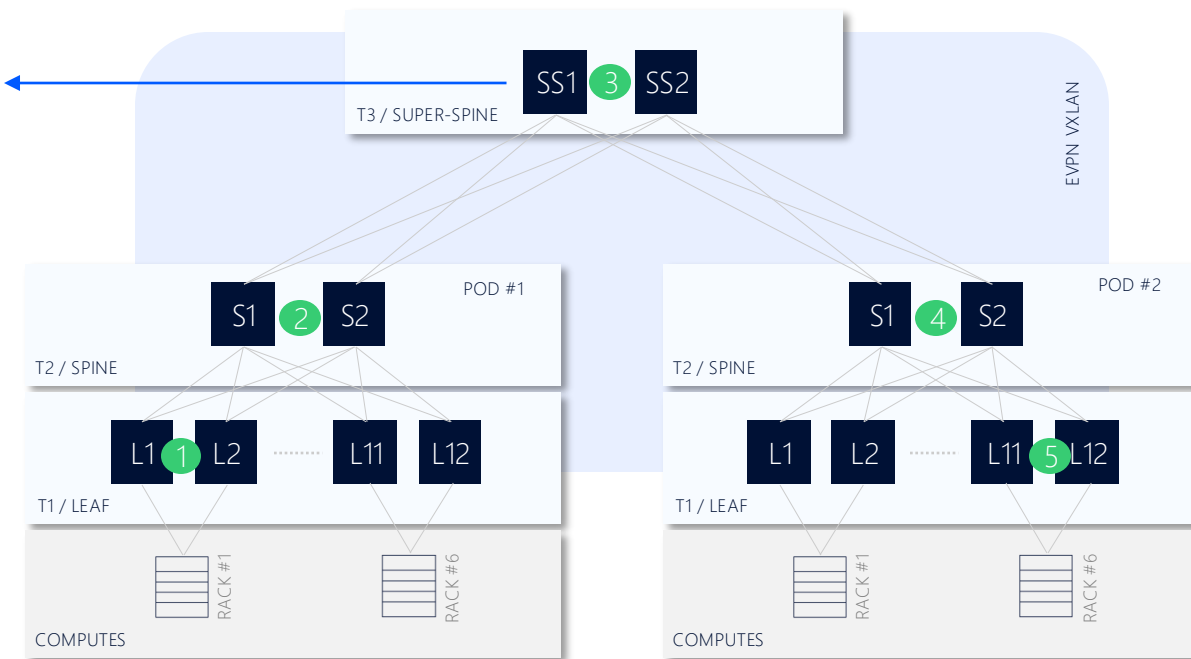 SS1 3 SS2
T3 / SUPER-SPINE
EVPN VXLAN
POD #1
S1 2 S2
T2 / SPINE
L1 1 L2 ......... L11 L12
T1 / LEAF
RACK #1
RACK #6
COMPUTES
POD #2
S1 4 S2
T2 / SPINE
L1 L2 ......... L11 5 L12
T1 / LEAF
RACK #1
RACK #6
COMPUTES